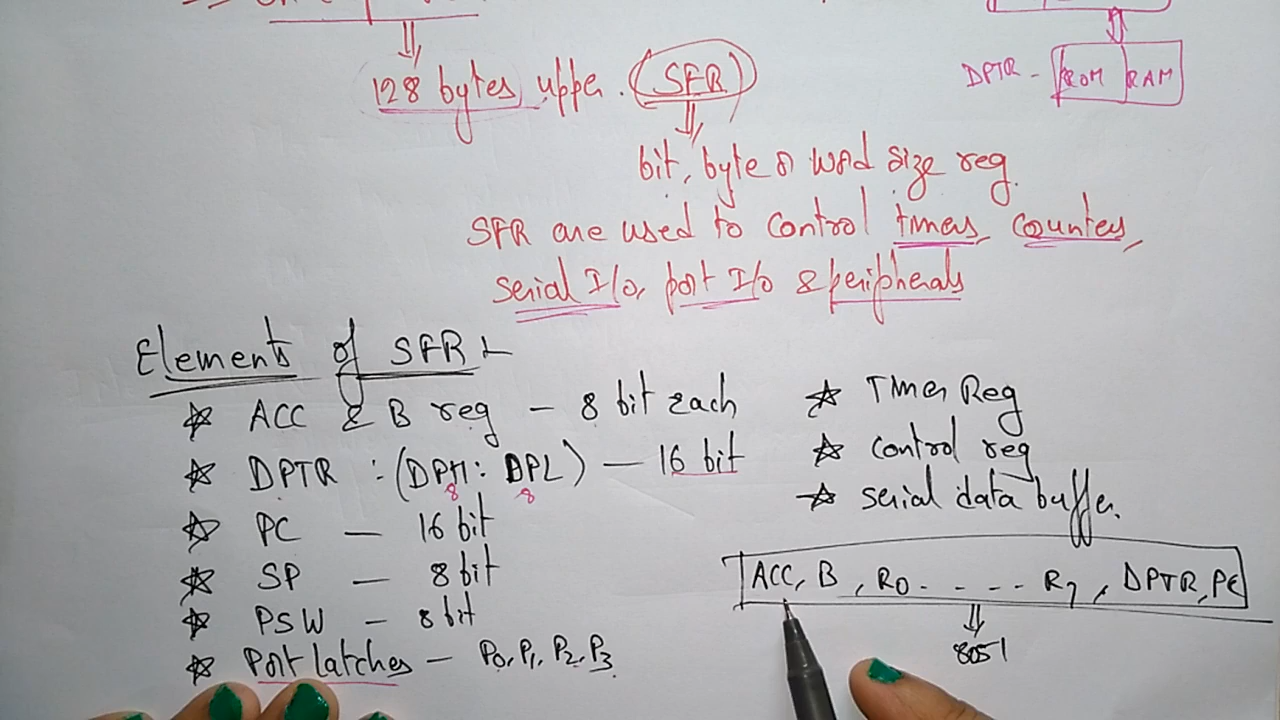 DPTR - ROM RAM
128 bytes uppe. SFR
bit, byte or word size reg.
SFR are used to control timers, counters,
serial I/o, port I/o & peripherals
Elements of SFR :-
☆ ACC & B reg - 8 bit each
☆ DPTR : (DPH: DPL) - 16 bit
8 8
☆ PC - 16 bit
☆ SP - 8 bit
☆ PSW - 8 bit
☆ Port latches - P0, P1, P2, P3
☆ Timer Reg
☆ control reg
☆ serial data buffer.
ACC, B, R0 - - - - R7, DPTR, PC
8051